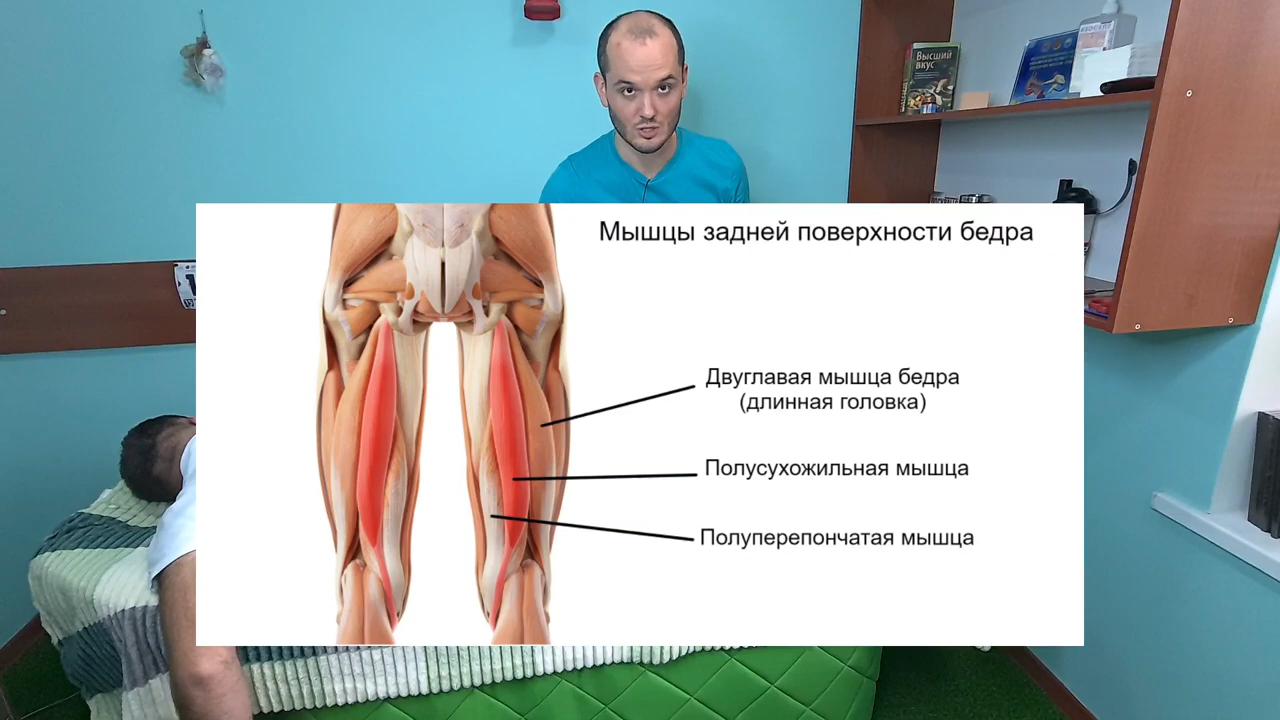 Высший
вкус
Мышцы задней поверхности бедра
Двуглавая мышца бедра
(длинная головка)
Полусухожильная мышца
Полуперепончатая мышца